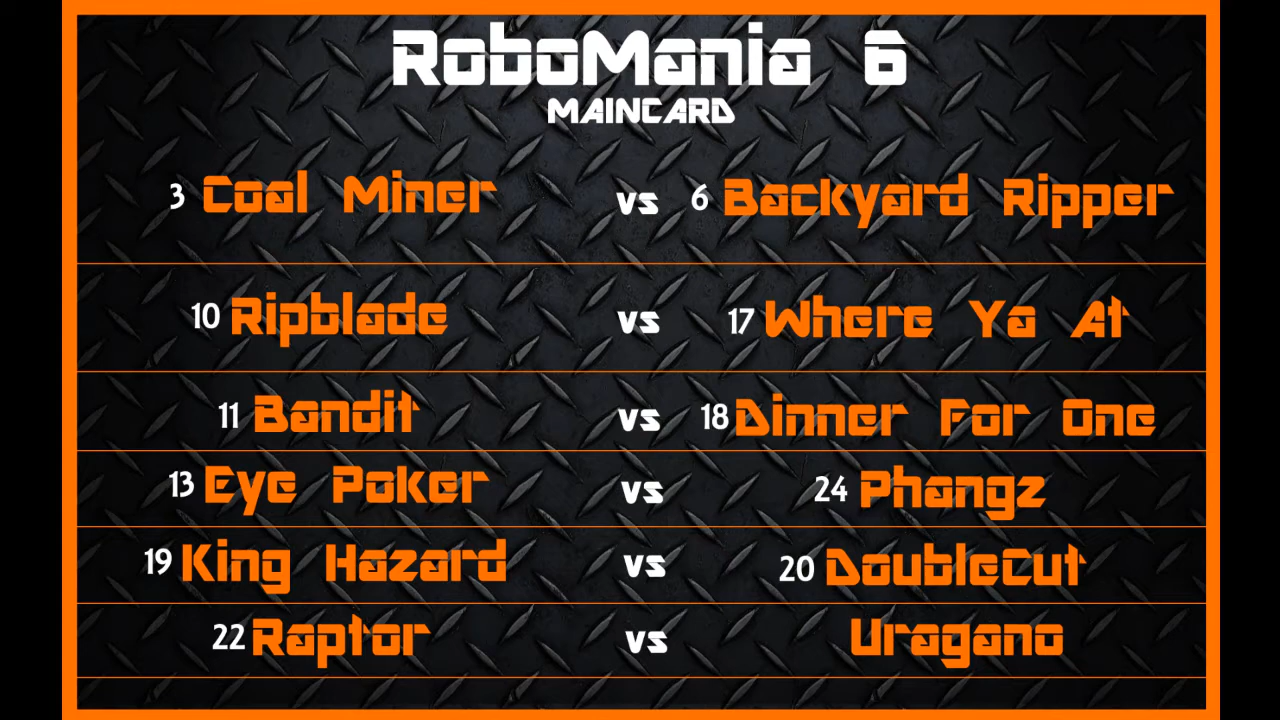 RoboMania 6
MAINCARD
3 Coal Miner vs 6 Backyard Ripper
10 Ripblade vs 17 Where Ya At
11 Bandit vs 18 Dinner For One
13 Eye Poker vs 24 Phangz
19 King Hazard vs 20 DoubleCut
22 Raptor vs Uragano